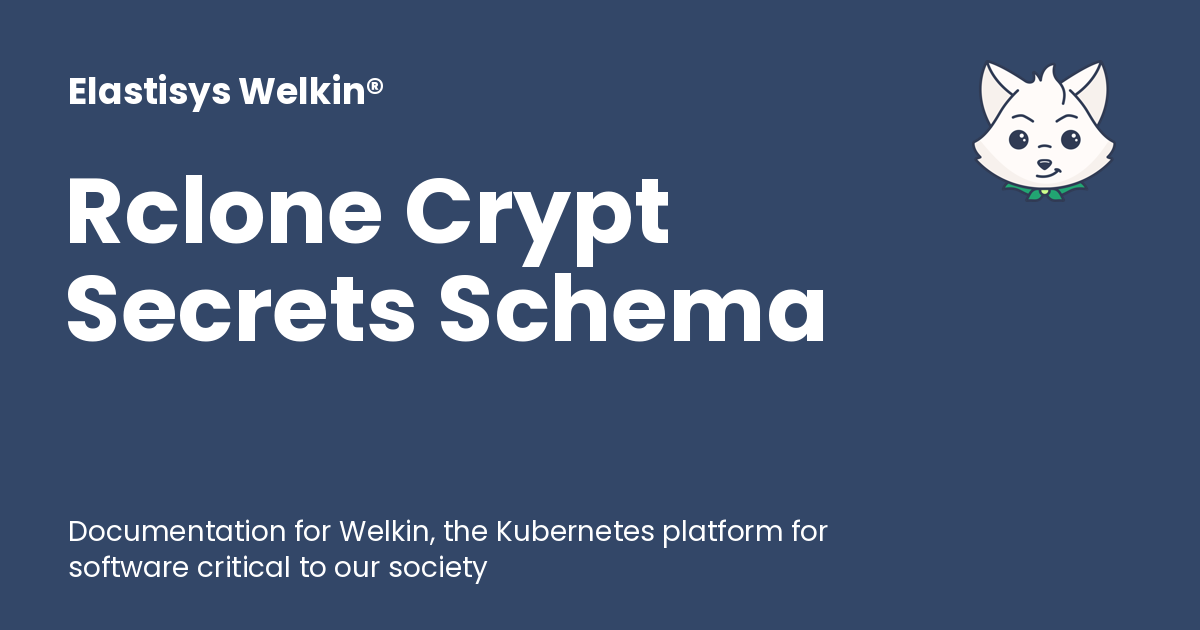 Elastisys Welkin®
Rclone Crypt
Secrets Schema
Documentation for Welkin, the Kubernetes platform for
software critical to our society